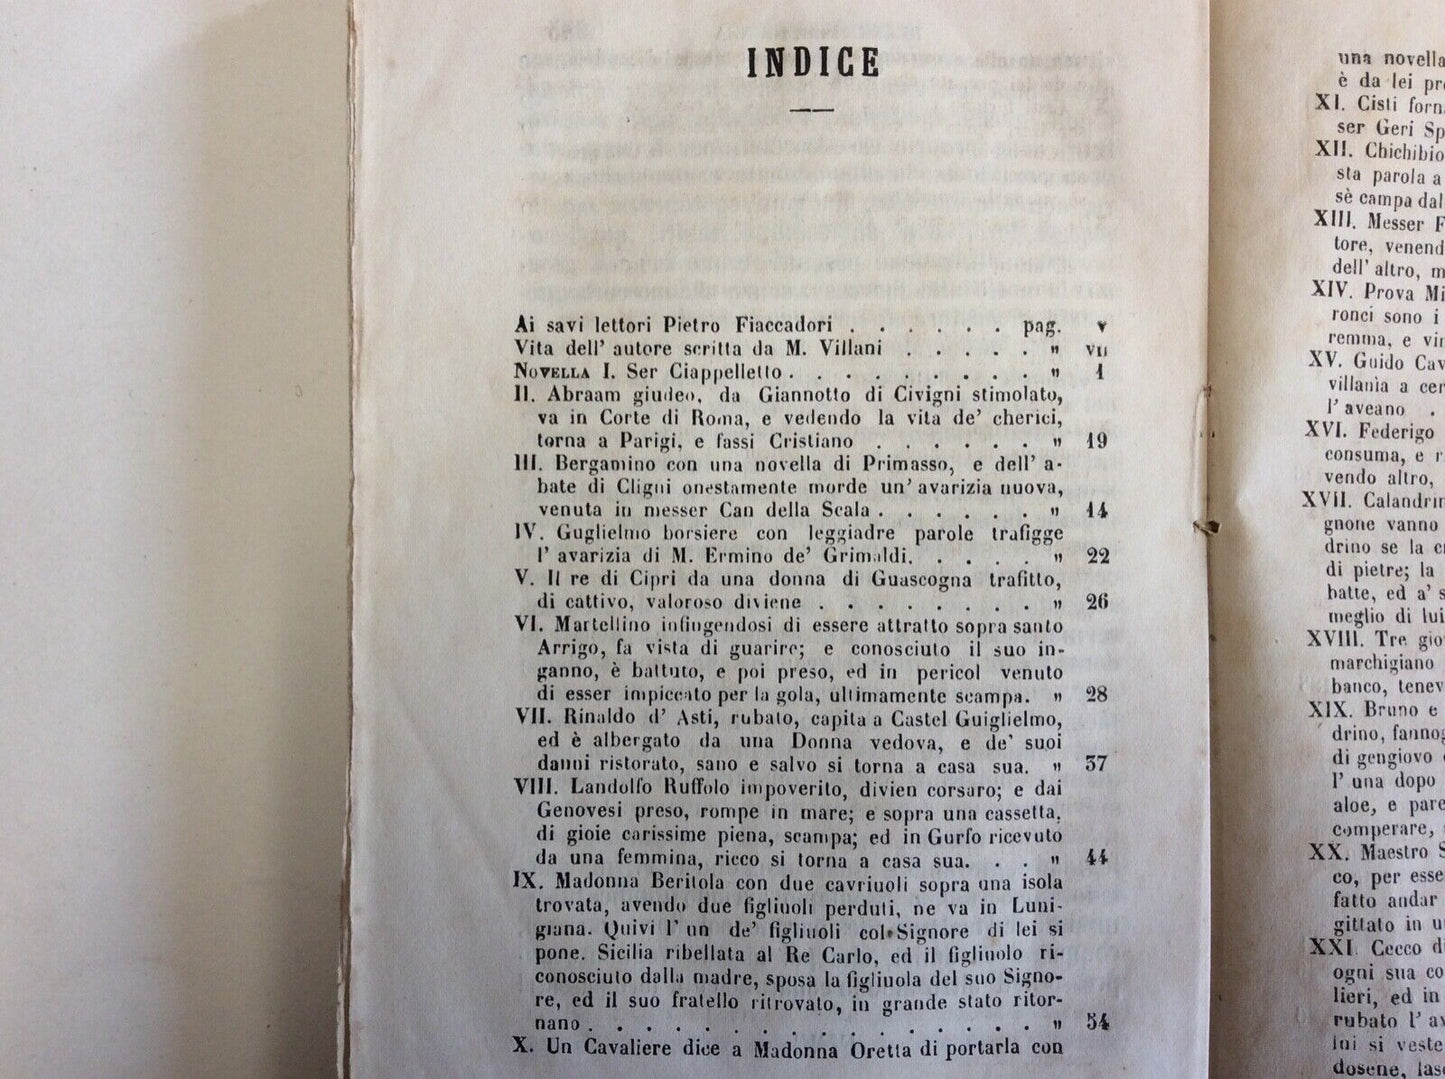 INDICE
Ai savi lettori Pietro Fiaccadori . . . . . . pag. v
Vita dell' autore scritta da M. Villani . . . . . " vii
NOVELLA I. Ser Ciappelletto . . . . . . . . . " 1
II. Abraam giudeo, da Giannotto di Civigni stimolato,
va in Corte di Roma, e vedendo la vita de' cherici,
torna a Parigi, e fassi Cristiano . . . . . . " 19
III. Bergamino con una novella di Primasso, e dell' a-
bate di Cligni onestamente morde un' avarizia nuova,
venuta in messer Can della Scala . . . . . . " 14
IV. Guglielmo borsiere con leggiadre parole trafigge
l' avarizia di M. Ermino de' Grimaldi. . . . . " 22
V. Il re di Cipri da una donna di Guascogna trafitto,
di cattivo, valoroso diviene . . . . . . . . " 26
VI. Martellino infingendosi di essere attratto sopra santo
Arrigo, fa vista di guarire; e conosciuto il suo in-
ganno, è battuto, e poi preso, ed in pericol venuto
di esser impiccato per la gola, ultimamente scampa. " 28
VII. Rinaldo d' Asti, rubato, capita a Castel Guiglielmo,
ed è albergato da una Donna vedova, e de' suoi
danni ristorato, sano e salvo si torna a casa sua. " 37
VIII. Landolfo Ruffolo impoverito, divien corsaro; e dai
Genovesi preso, rompe in mare; e sopra una cassetta,
di gioie carissime piena, scampa; ed in Gurfo ricevuto
da una femmina, ricco si torna a casa sua. . . " 44
IX. Madonna Beritola con due cavriuoli sopra una isola
trovata, avendo due figliuoli perduti, ne va in Luni-
giana. Quivi l' un de' figliuoli col Signore di lei si
pone. Sicilia ribellata al Re Carlo, ed il figliuolo ri-
conosciuto dalla madre, sposa la figliuola del suo Signo-
re, ed il suo fratello ritrovato, in grande stato ritor-
nano . . . . . . . . . . . . . . . . " 54
X. Un Cavaliere dice a Madonna Oretta di portarla con
una novella
è da lei
XI. Cisti
ser Geri
XII. Chichibio
sta parola a
sè campa dal
XIII. Messer
tore,
dell' altro,
XIV. Prova
ronci sono i
remma, e
XV. Guido
villania a
l' aveano .
XVI. Federigo
consuma, e
vendo altro,
XVII.
gnone vanno
drino se la
di pietre; la
batte, ed a'
meglio di lui
XVIII. Tre
marchigiano
banco,
XIX. Bruno e
drino,
di gengiovo
l' una dopo
aloe, e
comperare,
XX. Maestro
co, per
fatto andar
gittato in
XXI. Cecco
ogni sua
lieri, ed in
rubato l'
lui si
dosene,